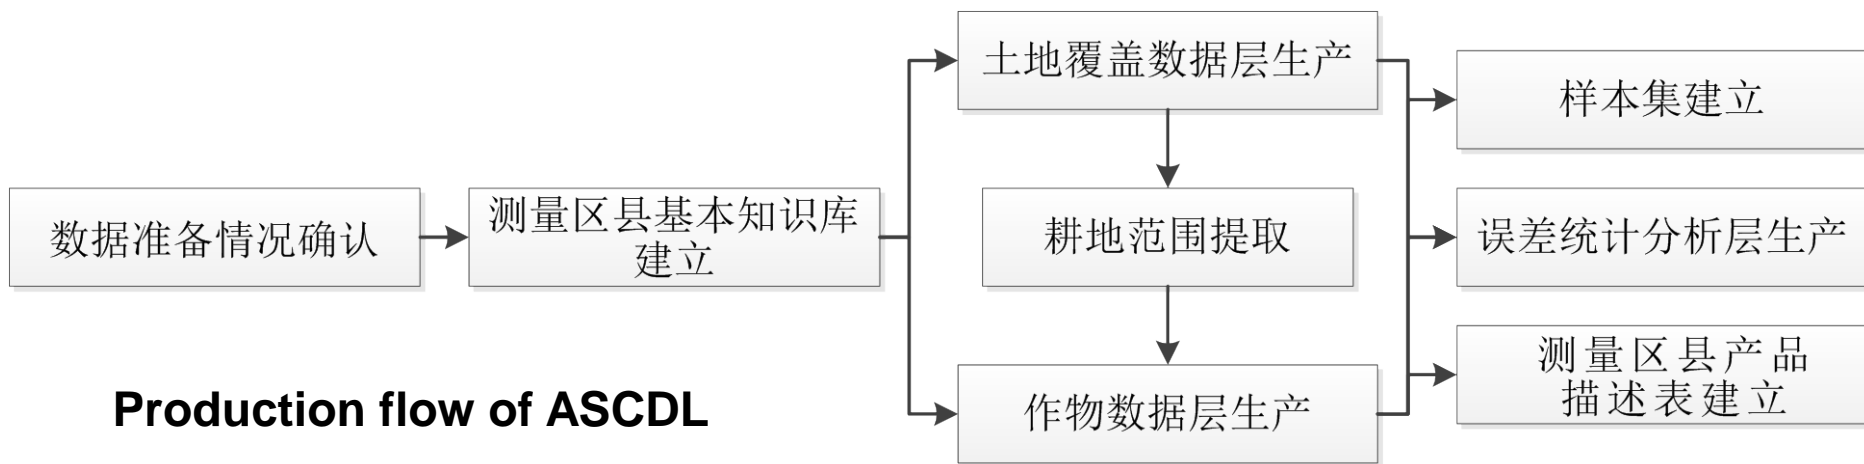 数据准备情况确认
测量区县基本知识库
建立
土地覆盖数据层生产
耕地范围提取
作物数据层生产
样本集建立
误差统计分析层生产
测量区县产品
描述表建立
Production flow of ASCDL